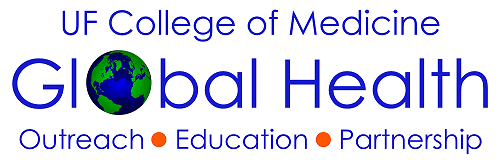 UF College of Medicine
Global Health
Outreach • Education • Partnership